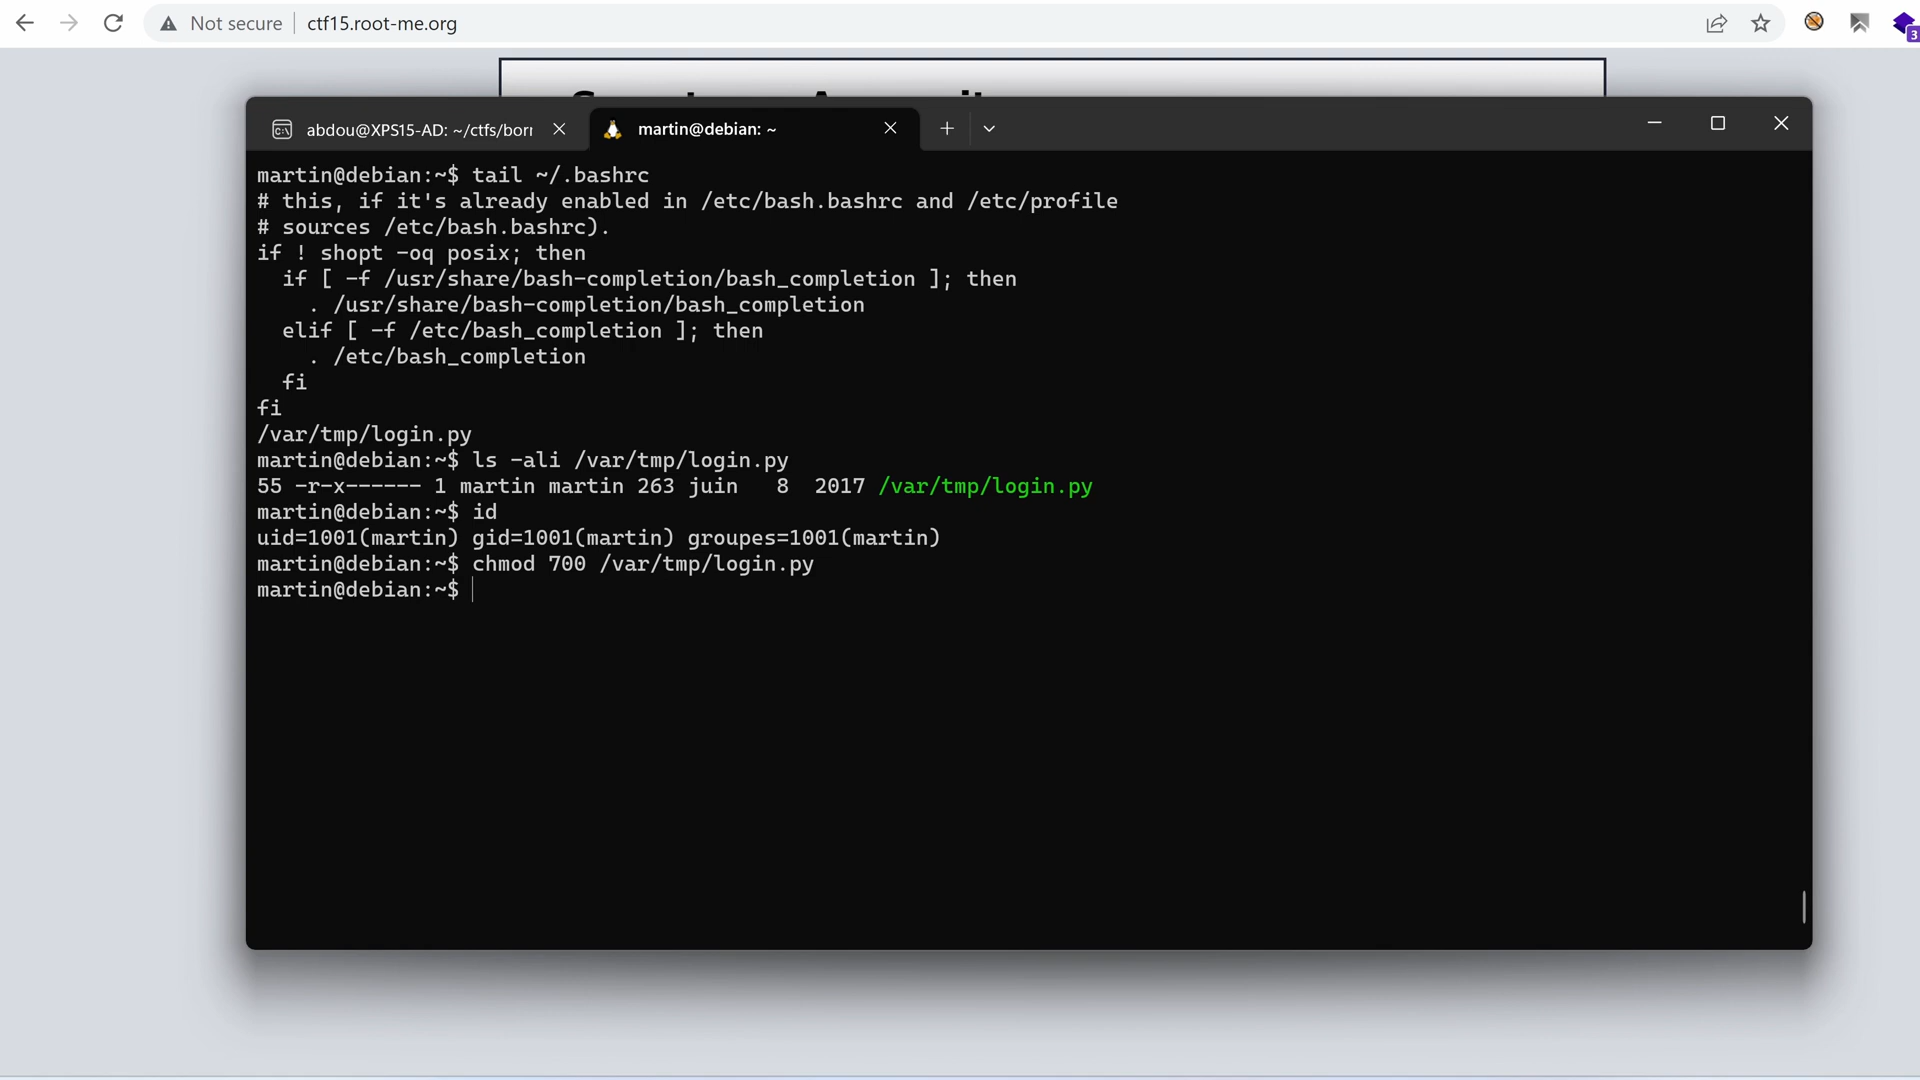 Not secure ctf15.root-me.org
3
abdou@XPS15-AD: ~/ctfs/borr
martin@debian: ~
martin@debian:~$ tail ~/.bashrc
# this, if it's already enabled in /etc/bash.bashrc and /etc/profile
# sources /etc/bash.bashrc).
if ! shopt -oq posix; then
  if [ -f /usr/share/bash-completion/bash_completion ]; then
    . /usr/share/bash-completion/bash_completion
  elif [ -f /etc/bash_completion ]; then
    . /etc/bash_completion
  fi
fi
/var/tmp/login.py
martin@debian:~$ ls -ali /var/tmp/login.py
55 -r-x------ 1 martin martin 263 juin   8  2017 /var/tmp/login.py
martin@debian:~$ id
uid=1001(martin) gid=1001(martin) groupes=1001(martin)
martin@debian:~$ chmod 700 /var/tmp/login.py
martin@debian:~$